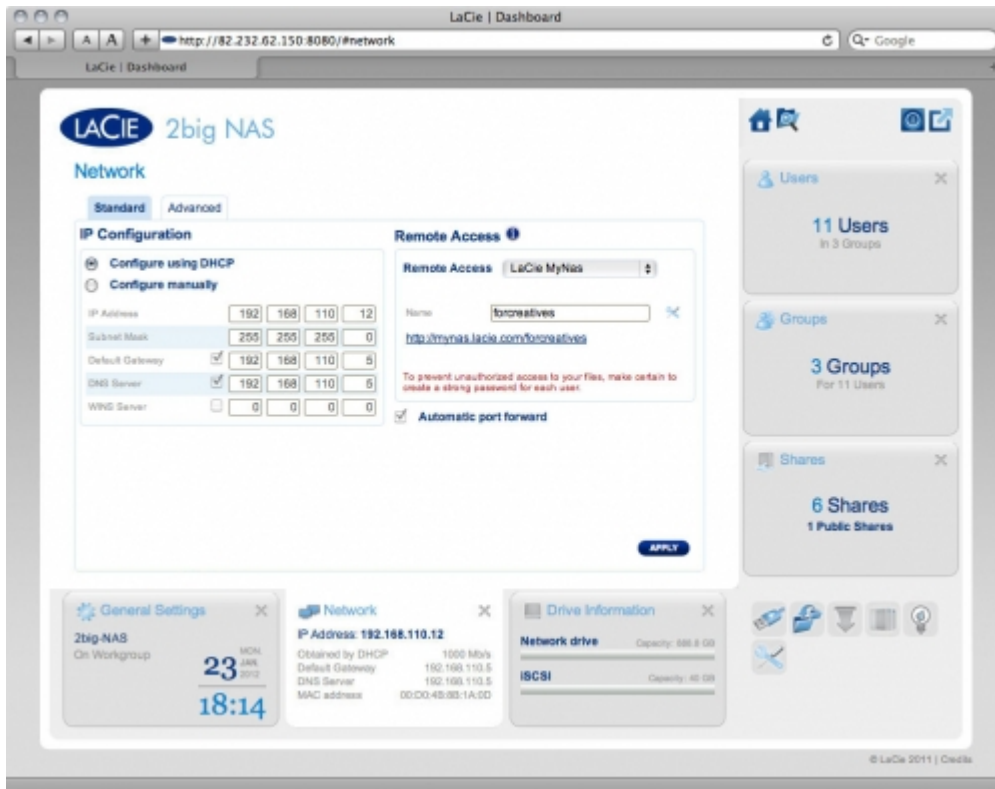 LaCie | Dashboard
A A + http://82.232.62.150:8080/#network Google
LaCie | Dashboard
LACIE 2big NAS
Network
Standard Advanced
IP Configuration
Configure using DHCP
Configure manually
IP Address 192 168 110 12
Subnet Mask 255 255 255 0
Default Gateway 192 168 110 5
DNS Server 192 168 110 5
WINS Server 0 0 0 0
Remote Access
Remote Access LaCie MyNas
Name forcreatives
http://mynas.lacie.com/forcreatives
To prevent unauthorized access to your files, make certain to
create a strong password for each user.
Automatic port forward
APPLY
Users
11 Users
In 3 Groups
Groups
3 Groups
For 11 Users
Shares
6 Shares
1 Public Shares
General Settings
2big-NAS
On Workgroup
23 MON. JAN. 2012
18:14
Network
IP Address: 192.168.110.12
Obtained by DHCP 1000 Mb/s
Default Gateway 192.168.110.5
DNS Server 192.168.110.5
MAC address 00:D0:4B:8B:1A:0D
Drive Information
Network drive Capacity: GB
iSCSI Capacity: 40 GB
© LaCie 2011 | Credits